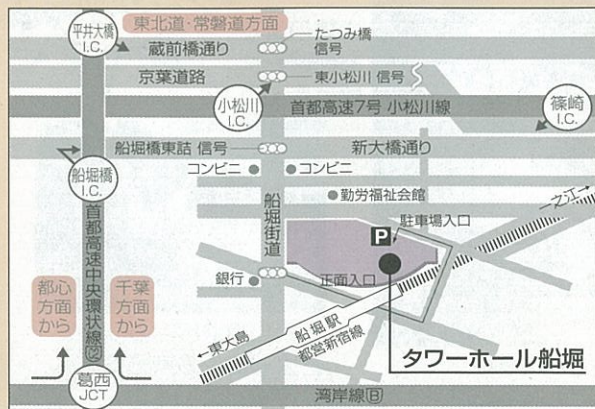 東北道・常磐道方面
平井大橋
I.C.
蔵前橋通り
たつみ橋
信号
京葉道路
東小松川 信号
小松川
I.C.
首都高速7号 小松川線
篠崎
I.C.
船堀橋東詰 信号
新大橋通り
コンビニ
コンビニ
船堀橋
I.C.
勤労福祉会館
一之江→
船堀街道
駐車場入口
P
首都高速中央環状線C2
銀行
正面入口
都心
方面
から
千葉
方面
から
←東大島
船堀駅
都営新宿線
タワーホール船堀
葛西
JCT
湾岸線B